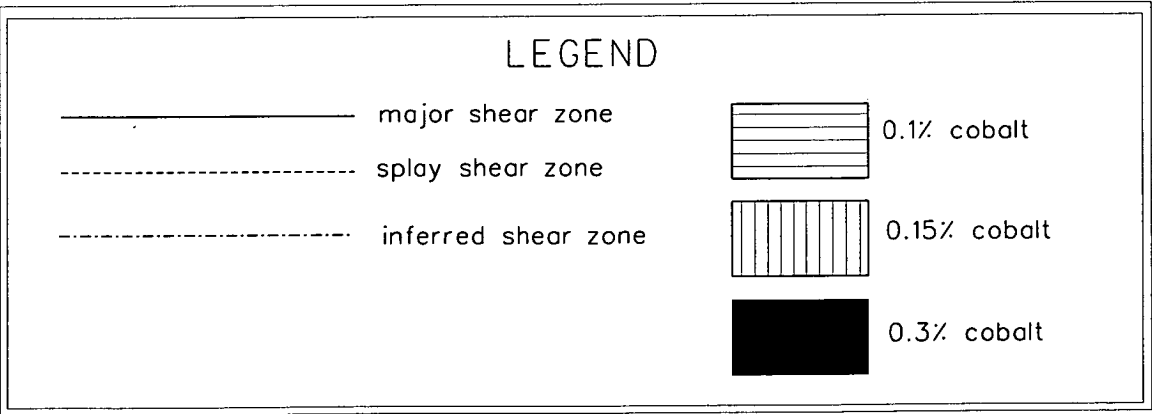 LEGEND
major shear zone
splay shear zone
inferred shear zone
0.1% cobalt
0.15% cobalt
0.3% cobalt